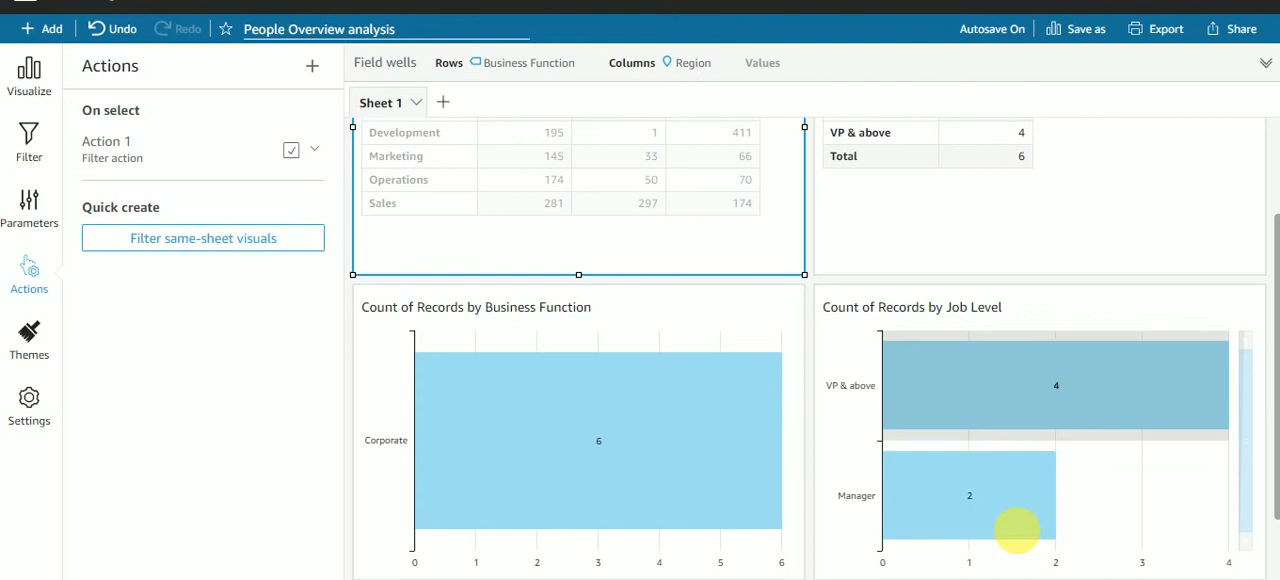 Add Undo Redo People Overview analysis Autosave On Save as Export Share
Visualize
Filter
Parameters
Actions
Themes
Settings
Actions
On select
Action 1
Filter action
Quick create
Filter same-sheet visuals
Field wells Rows Business Function Columns Region Values
Sheet 1
Development 195 1 411
Marketing 145 33 66
Operations 174 50 70
Sales 281 297 174
VP & above 4
Total 6
Count of Records by Business Function
Corporate
6
0 1 2 3 4 5 6
Count of Records by Job Level
VP & above
4
Manager
2
0 1 2 3 4